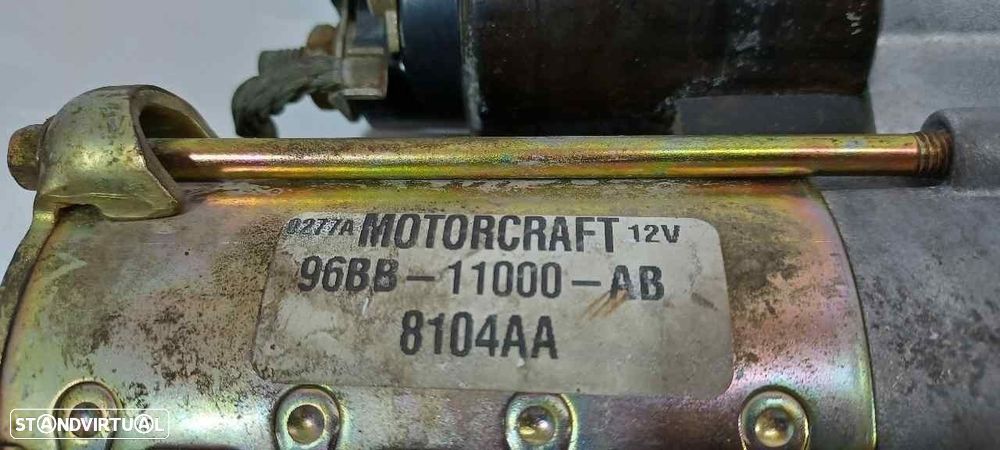 0277A MOTORCRAFT 12V
96BB-11000-AB
8104AA
STANDVIRTUAL